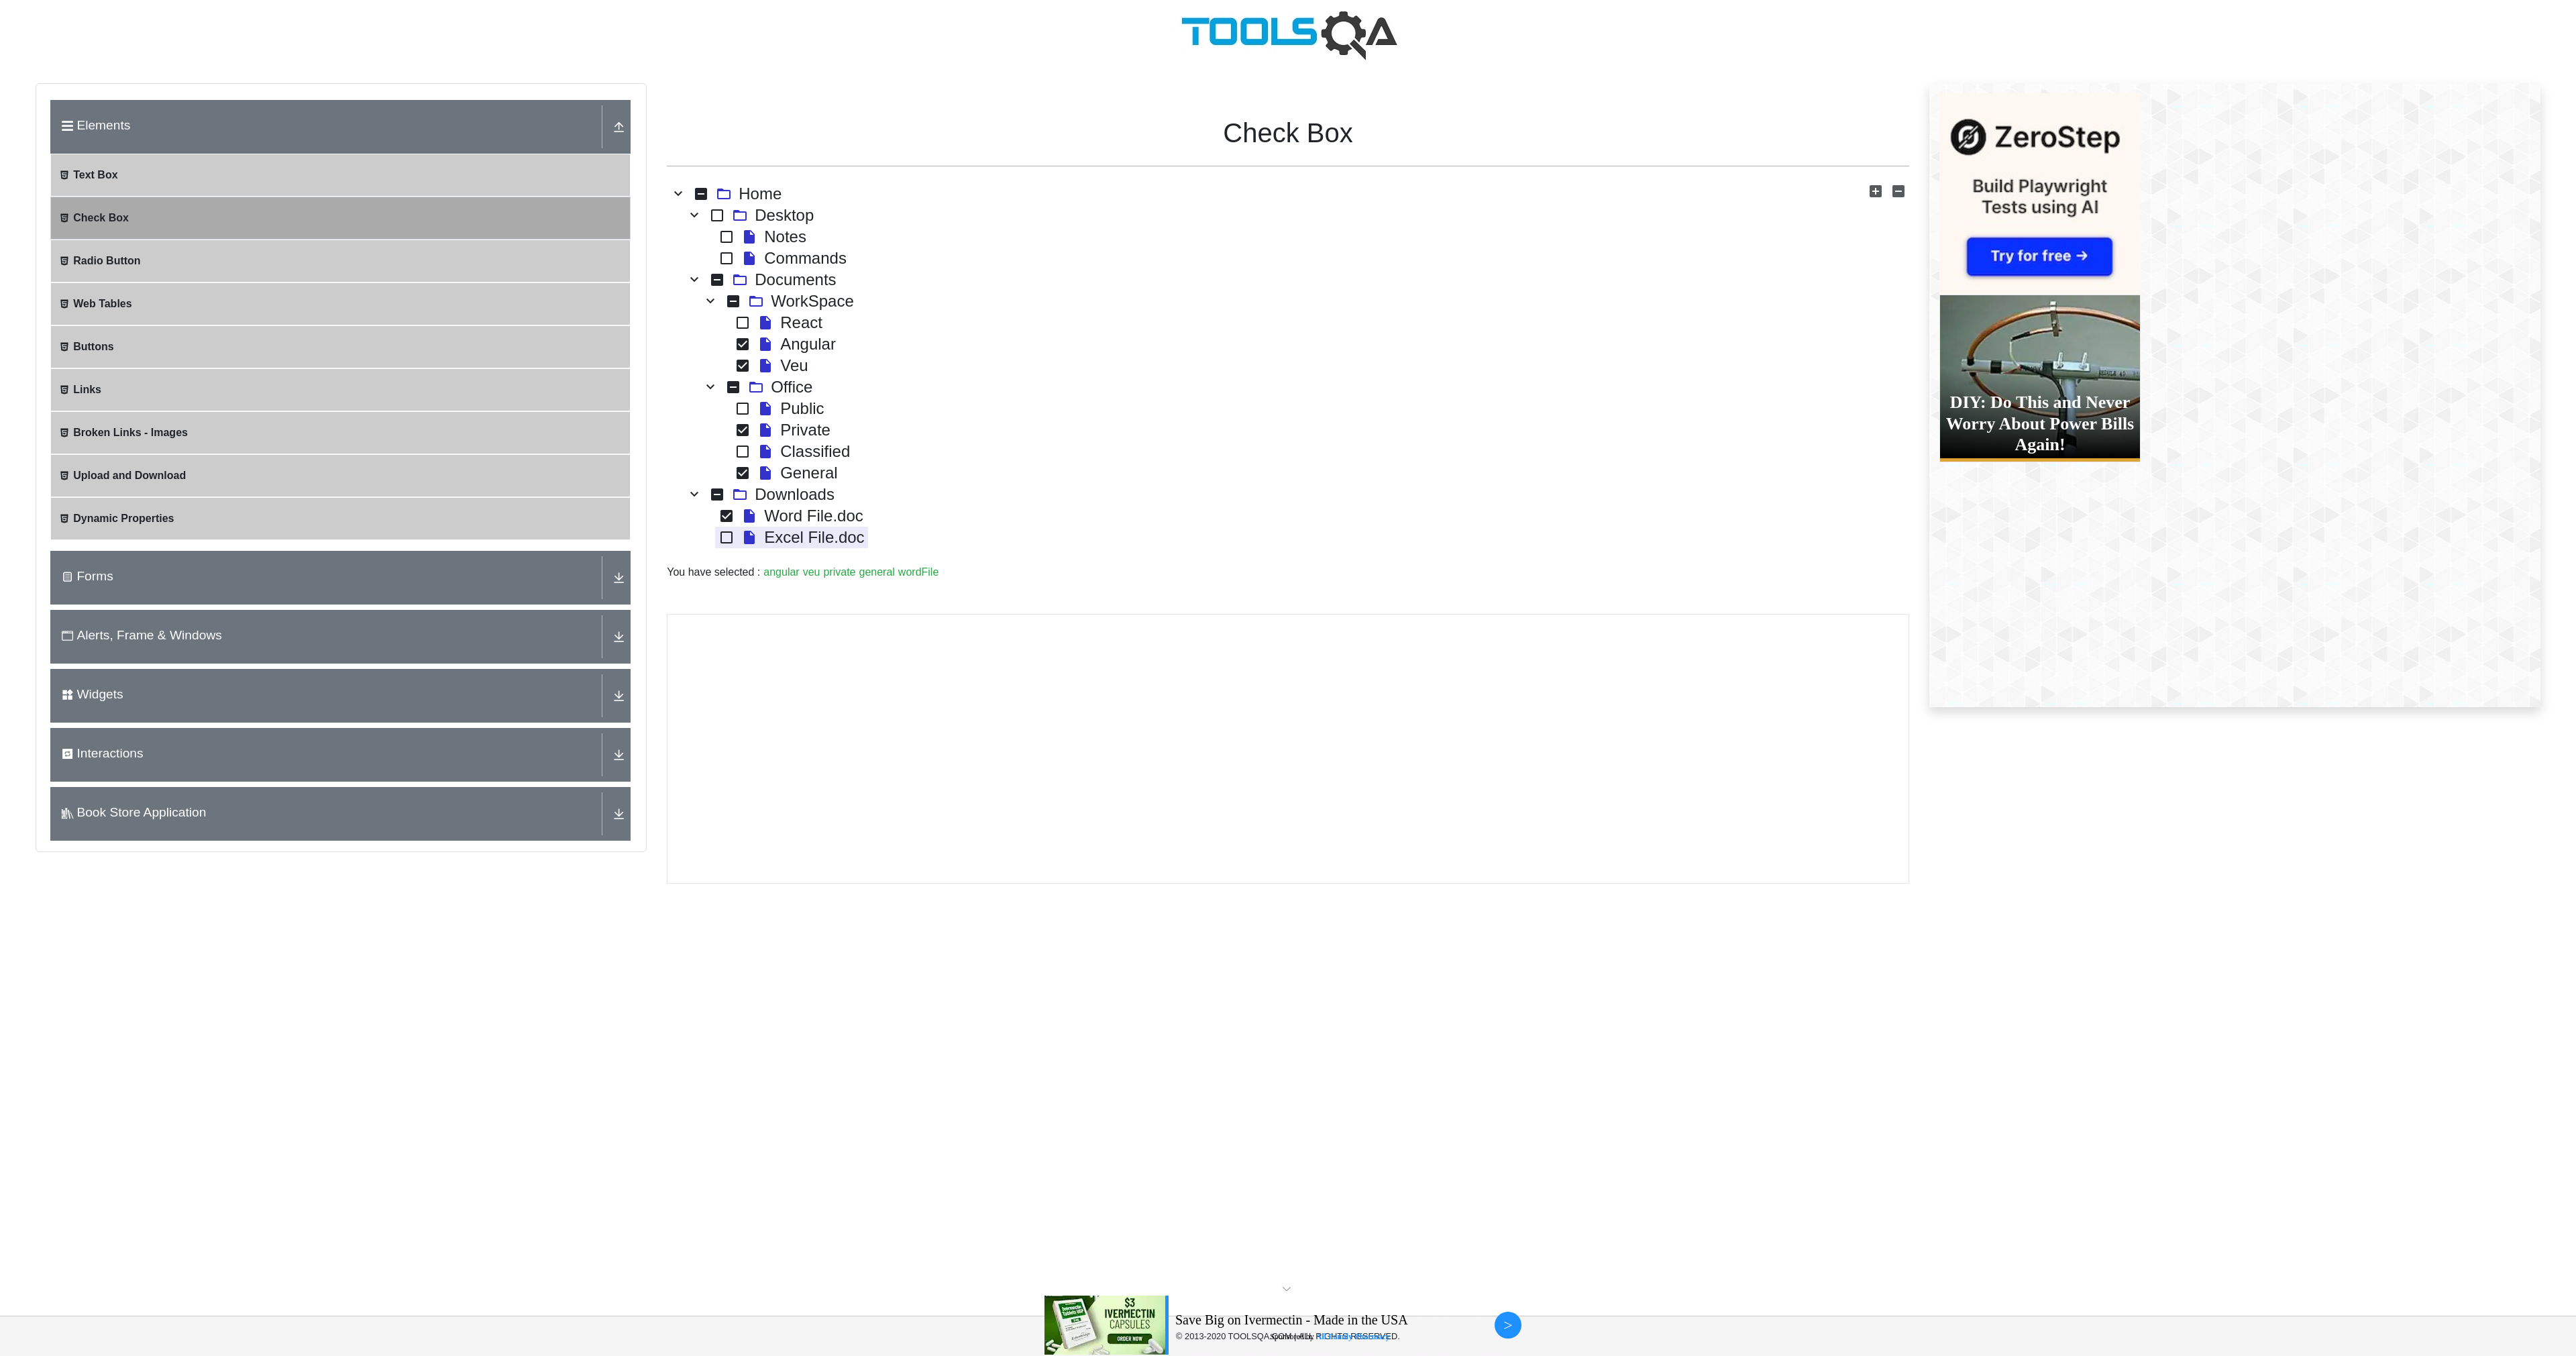 TOOLSQA
Elements
Text Box
Check Box
Radio Button
Web Tables
Buttons
Links
Broken Links - Images
Upload and Download
Dynamic Properties
Forms
Alerts, Frame & Windows
Widgets
Interactions
Book Store Application
Check Box
Home
Desktop
Notes
Commands
Documents
WorkSpace
React
Angular
Veu
Office
Public
Private
Classified
General
Downloads
Word File.doc
Excel File.doc
You have selected : angular veu private general wordFile
ZeroStep
Build Playwright
Tests using AI
Try for free →
DIY: Do This and Never
Worry About Power Bills
Again!
$3
IVERMECTIN
CAPSULES
ORDER NOW
Save Big on Ivermectin - Made in the USA
© 2013-2020 TOOLSQA.COM | ALL RIGHTS RESERVED.
>